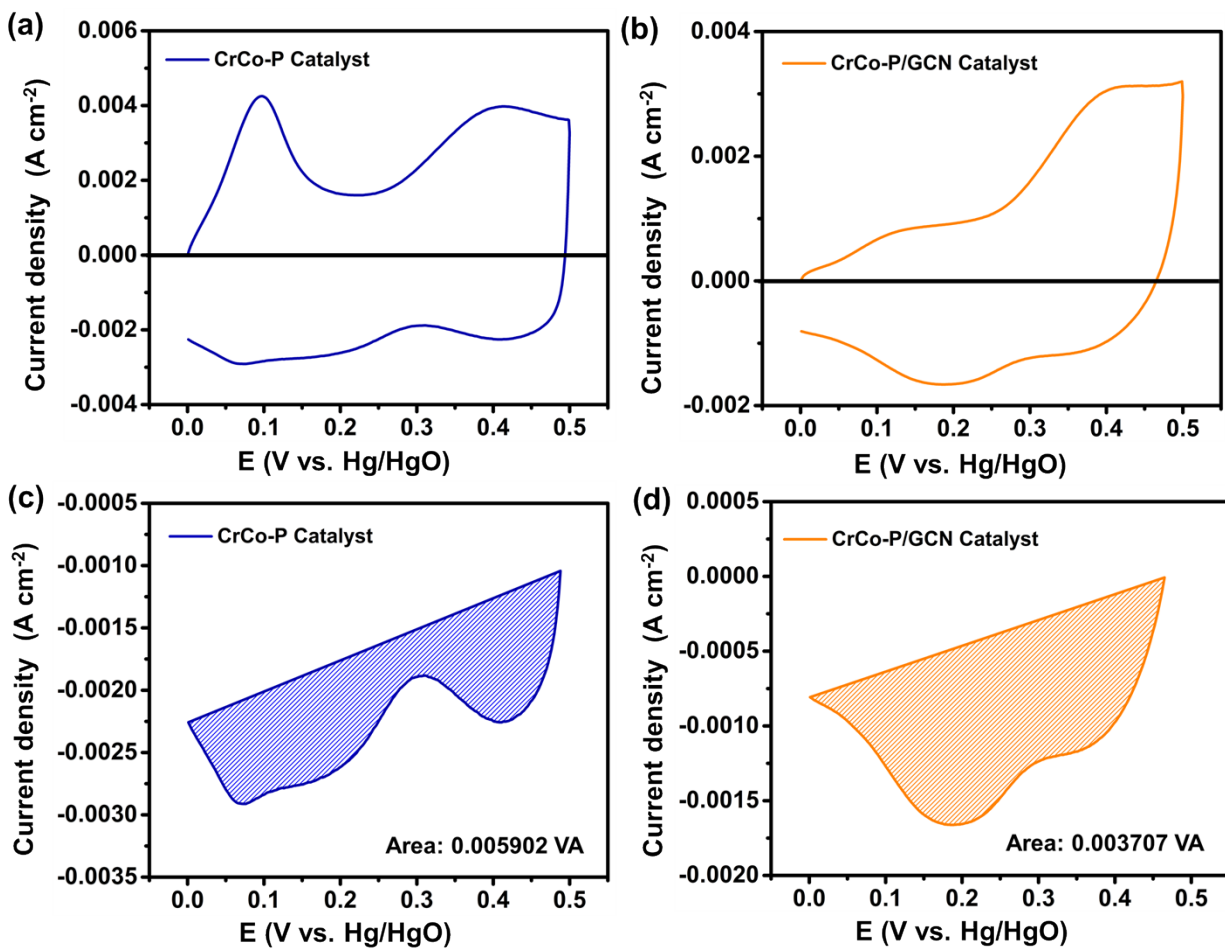 (a)
0.006
0.004
0.002
0.000
-0.002
-0.004
Current density (A cm-2)
CrCo-P Catalyst
0.0 0.1 0.2 0.3 0.4 0.5
E (V vs. Hg/HgO)
(b)
0.004
0.002
0.000
-0.002
Current density (A cm-2)
CrCo-P/GCN Catalyst
0.0 0.1 0.2 0.3 0.4 0.5
E (V vs. Hg/HgO)
(c)
-0.0005
-0.0010
-0.0015
-0.0020
-0.0025
-0.0030
-0.0035
Current density (A cm-2)
CrCo-P Catalyst
Area: 0.005902 VA
0.0 0.1 0.2 0.3 0.4 0.5
E (V vs. Hg/HgO)
(d)
0.0005
0.0000
-0.0005
-0.0010
-0.0015
-0.0020
Current density (A cm-2)
CrCo-P/GCN Catalyst
Area: 0.003707 VA
0.0 0.1 0.2 0.3 0.4 0.5
E (V vs. Hg/HgO)